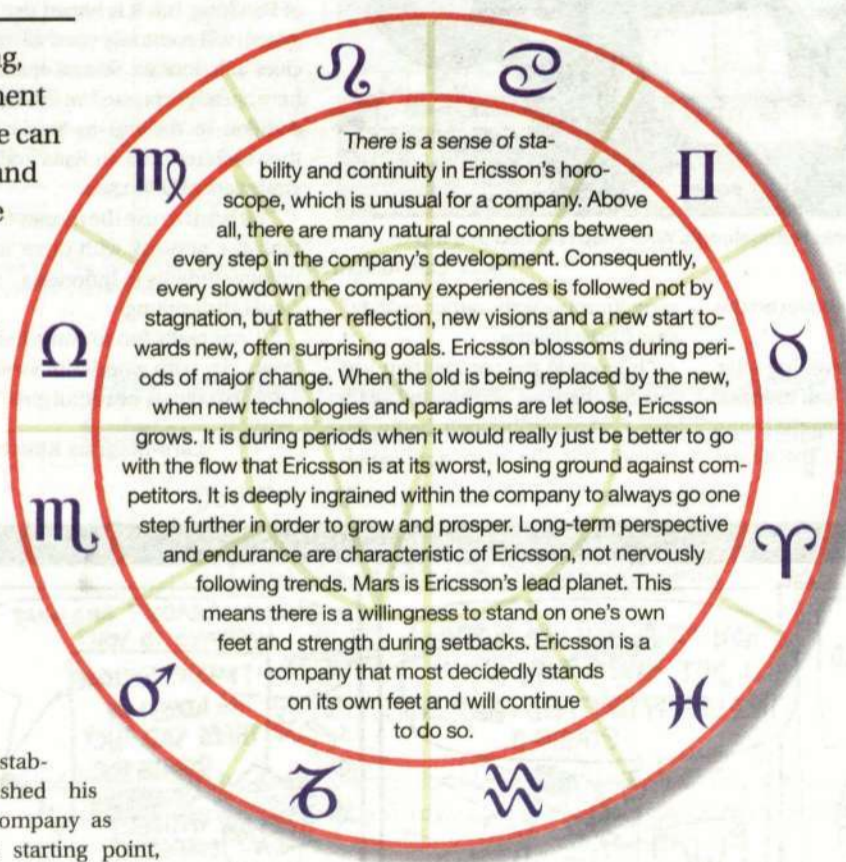 ng,
ment
e can
and
e
There is a sense of sta-
bility and continuity in Ericsson's horo-
scope, which is unusual for a company. Above
all, there are many natural connections between
every step in the company's development. Consequently,
every slowdown the company experiences is followed not by
stagnation, but rather reflection, new visions and a new start to-
wards new, often surprising goals. Ericsson blossoms during peri-
ods of major change. When the old is being replaced by the new,
when new technologies and paradigms are let loose, Ericsson
grows. It is during periods when it would really just be better to go
with the flow that Ericsson is at its worst, losing ground against com-
petitors. It is deeply ingrained within the company to always go one
step further in order to grow and prosper. Long-term perspective
and endurance are characteristic of Ericsson, not nervously
following trends. Mars is Ericsson's lead planet. This
means there is a willingness to stand on one's own
feet and strength during setbacks. Ericsson is a
company that most decidedly stands
on its own feet and will continue
to do so.
stab-
shed his
ompany as
starting point,